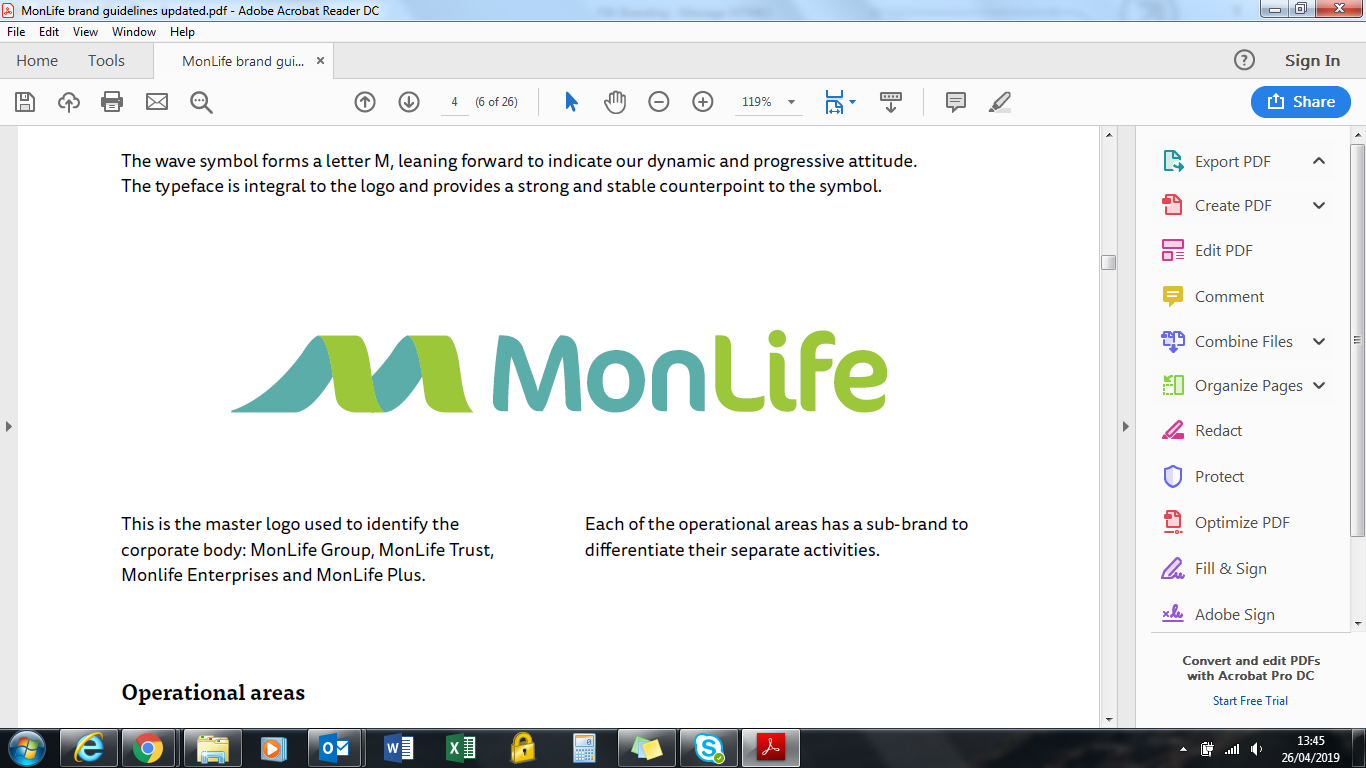 MonLife brand guidelines updated.pdf - Adobe Acrobat Reader DC
File Edit View Window Help
Home Tools MonLife brand gui... × Sign In
4 (6 of 26) 119% Share
The wave symbol forms a letter M, leaning forward to indicate our dynamic and progressive attitude.
The typeface is integral to the logo and provides a strong and stable counterpoint to the symbol.
MonLife
This is the master logo used to identify the
corporate body: MonLife Group, MonLife Trust,
Monlife Enterprises and MonLife Plus.
Each of the operational areas has a sub-brand to
differentiate their separate activities.
Operational areas
Export PDF
Create PDF
Edit PDF
Comment
Combine Files
Organize Pages
Redact
Protect
Optimize PDF
Fill & Sign
Adobe Sign
Convert and edit PDFs
with Acrobat Pro DC
Start Free Trial
13:45
26/04/2019